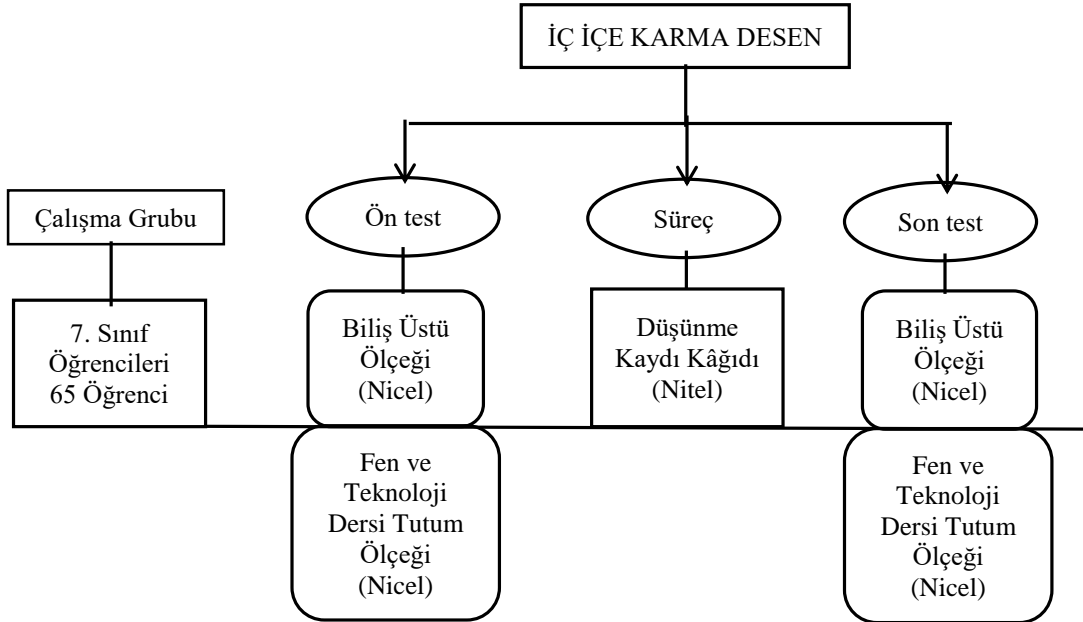 İÇ İÇE KARMA DESEN
Çalışma Grubu
Ön test
Süreç
Son test
7. Sınıf
Öğrencileri
65 Öğrenci
Biliş Üstü
Ölçeği
(Nicel)
Düşünme
Kaydı Kâğıdı
(Nitel)
Biliş Üstü
Ölçeği
(Nicel)
Fen ve
Teknoloji
Dersi Tutum
Ölçeği
(Nicel)
Fen ve
Teknoloji
Dersi Tutum
Ölçeği
(Nicel)